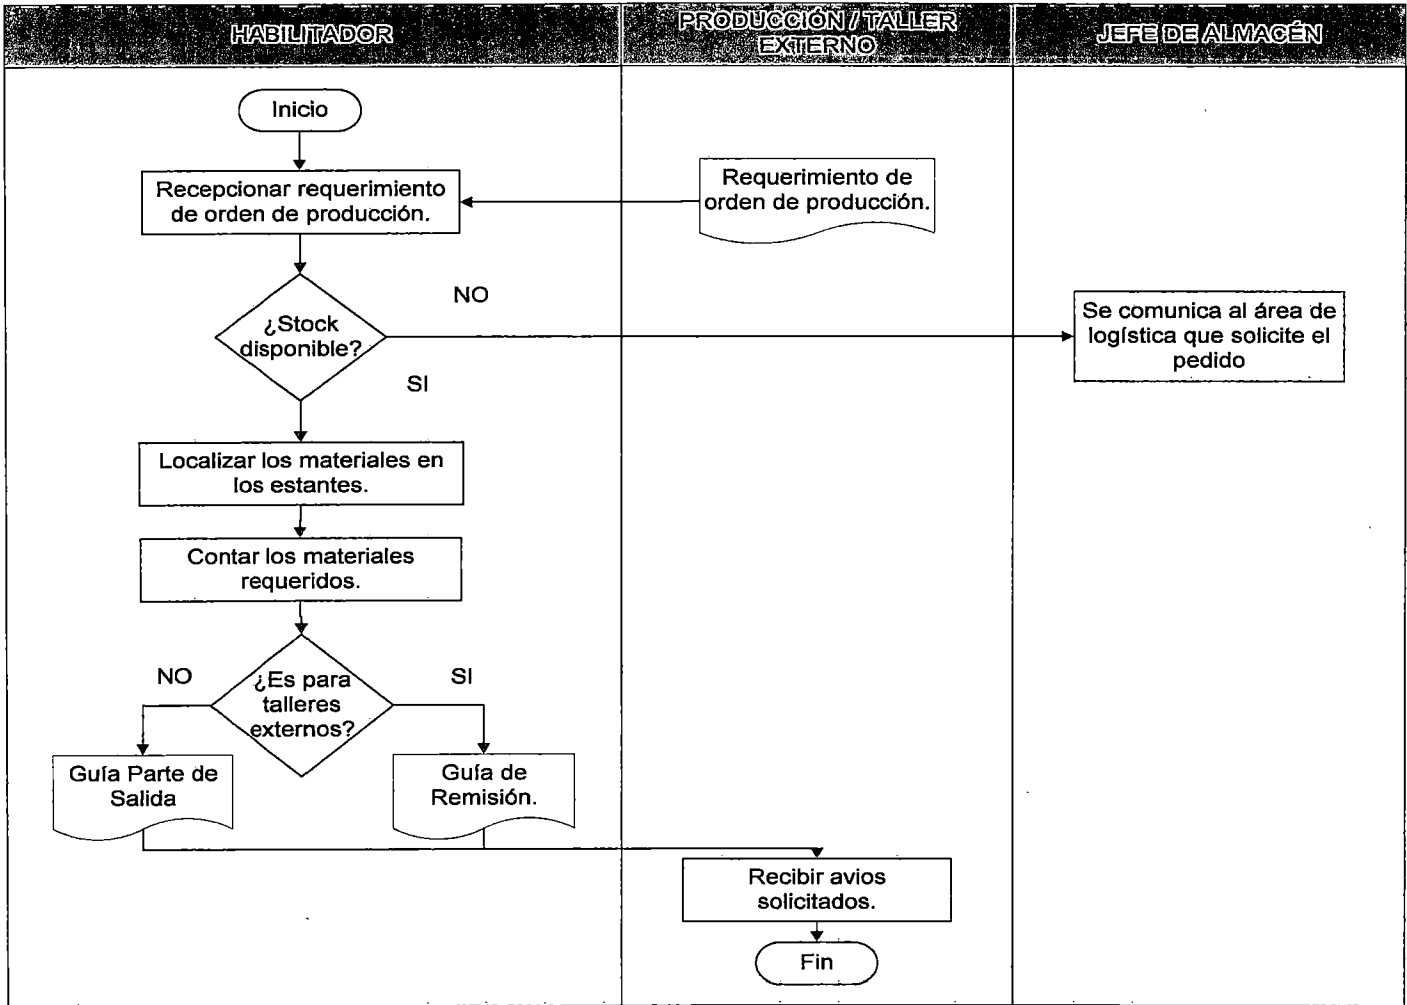 HABILITADOR
PRODUCCIÓN / TALLER
EXTERNO
JEFE DE ALMACÉN
Inicio
Recepcionar requerimiento
de orden de producción.
Requerimiento de
orden de producción.
NO
¿Stock
disponible?
SI
Se comunica al área de
logística que solicite el
pedido
Localizar los materiales en
los estantes.
Contar los materiales
requeridos.
NO
¿Es para
talleres
externos?
SI
Guía Parte de
Salida
Guía de
Remisión.
Recibir avios
solicitados.
Fin